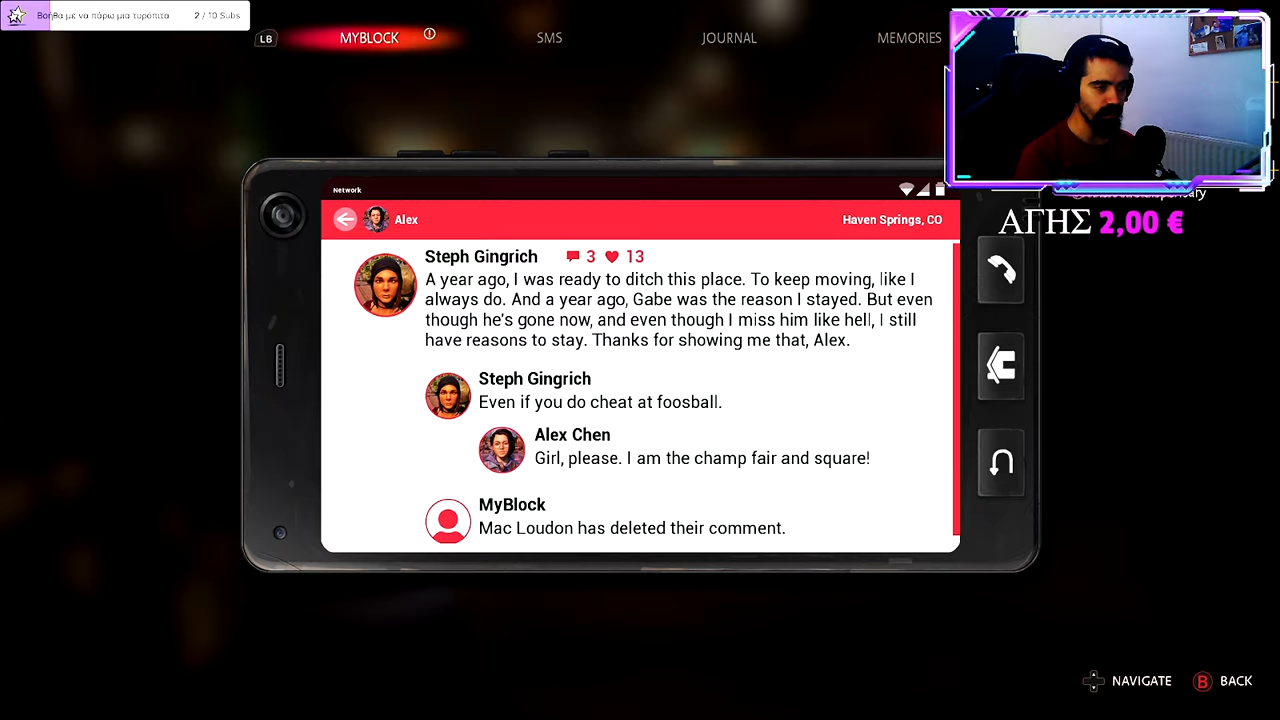 Βοήθα με να πάρω μια τυρόπιτα 2 / 10 Subs
LB MYBLOCK SMS JOURNAL MEMORIES
Network
Alex Haven Springs, CO
ΑΓΗΣ 2,00 €
Steph Gingrich 3 13
A year ago, I was ready to ditch this place. To keep moving, like I
always do. And a year ago, Gabe was the reason I stayed. But even
though he's gone now, and even though I miss him like hell, I still
have reasons to stay. Thanks for showing me that, Alex.
Steph Gingrich
Even if you do cheat at foosball.
Alex Chen
Girl, please. I am the champ fair and square!
MyBlock
Mac Loudon has deleted their comment.
NAVIGATE B BACK